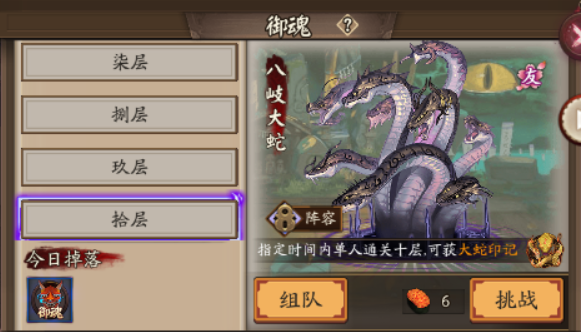 御魂 ?
柒层
捌层
玖层
拾层
今日掉落
御魂
八岐大蛇
友
阵容
指定时间内单人通关十层,可获大蛇印记
组队
6
挑战